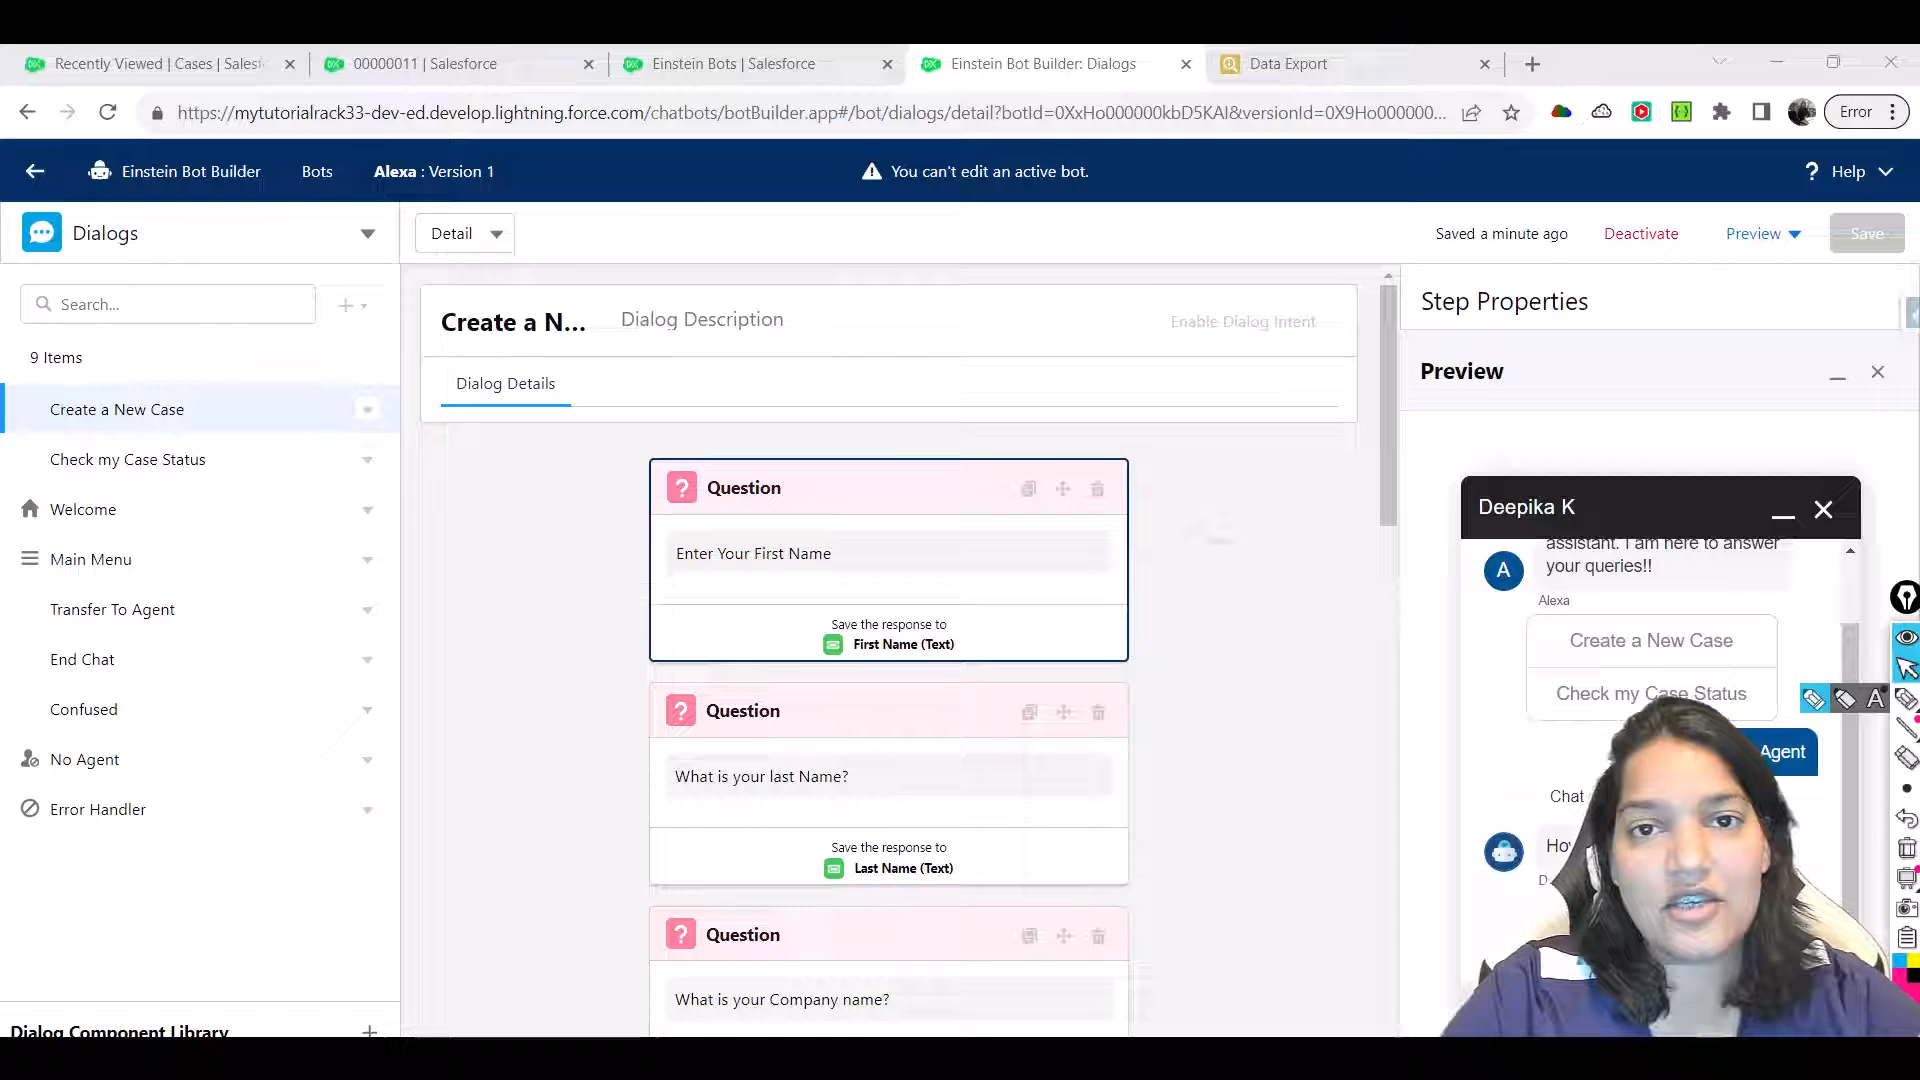 Recently Viewed | Cases | Salesf
00000011 | Salesforce
Einstein Bots | Salesforce
Einstein Bot Builder: Dialogs
Data Export
https://mytutorialrack33-dev-ed.develop.lightning.force.com/chatbots/botBuilder.app#/bot/dialogs/detail?botId=0XxHo000000kbD5KAI&versionId=0X9Ho000000...
Error
Einstein Bot Builder
Bots
Alexa : Version 1
You can't edit an active bot.
? Help
Dialogs
Detail
Saved a minute ago
Deactivate
Preview
Save
Search...
9 Items
Create a New Case
Check my Case Status
Welcome
Main Menu
Transfer To Agent
End Chat
Confused
No Agent
Error Handler
Dialog Component Library
Create a N...
Dialog Description
Enable Dialog Intent
Dialog Details
? Question
Enter Your First Name
Save the response to
First Name (Text)
? Question
What is your last Name?
Save the response to
Last Name (Text)
? Question
What is your Company name?
Step Properties
Preview
Deepika K
assistant. I am here to answer
your queries!!
A
Alexa
Create a New Case
Check my Case Status
Agent
Chat
A